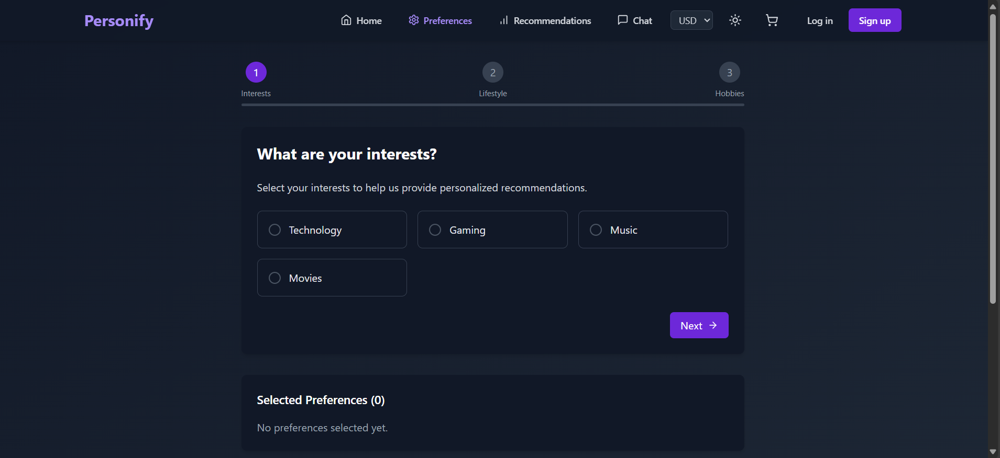 Personify
Home
Preferences
Recommendations
Chat
USD
Log in
Sign up
1
2
3
Interests
Lifestyle
Hobbies
What are your interests?
Select your interests to help us provide personalized recommendations.
Technology
Gaming
Music
Movies
Next
Selected Preferences (0)
No preferences selected yet.